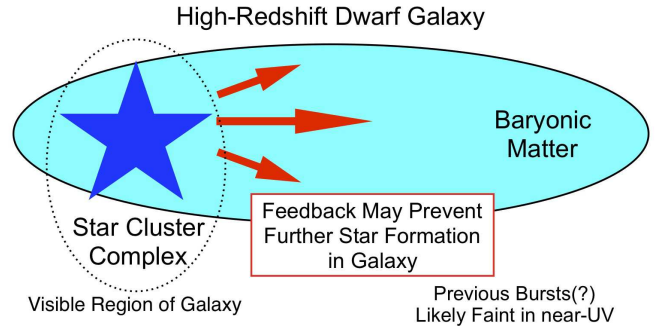 High-Redshift Dwarf Galaxy
Baryonic
Matter
Star Cluster
Complex
Feedback May Prevent
Further Star Formation
in Galaxy
Visible Region of Galaxy
Previous Bursts(?)
Likely Faint in near-UV